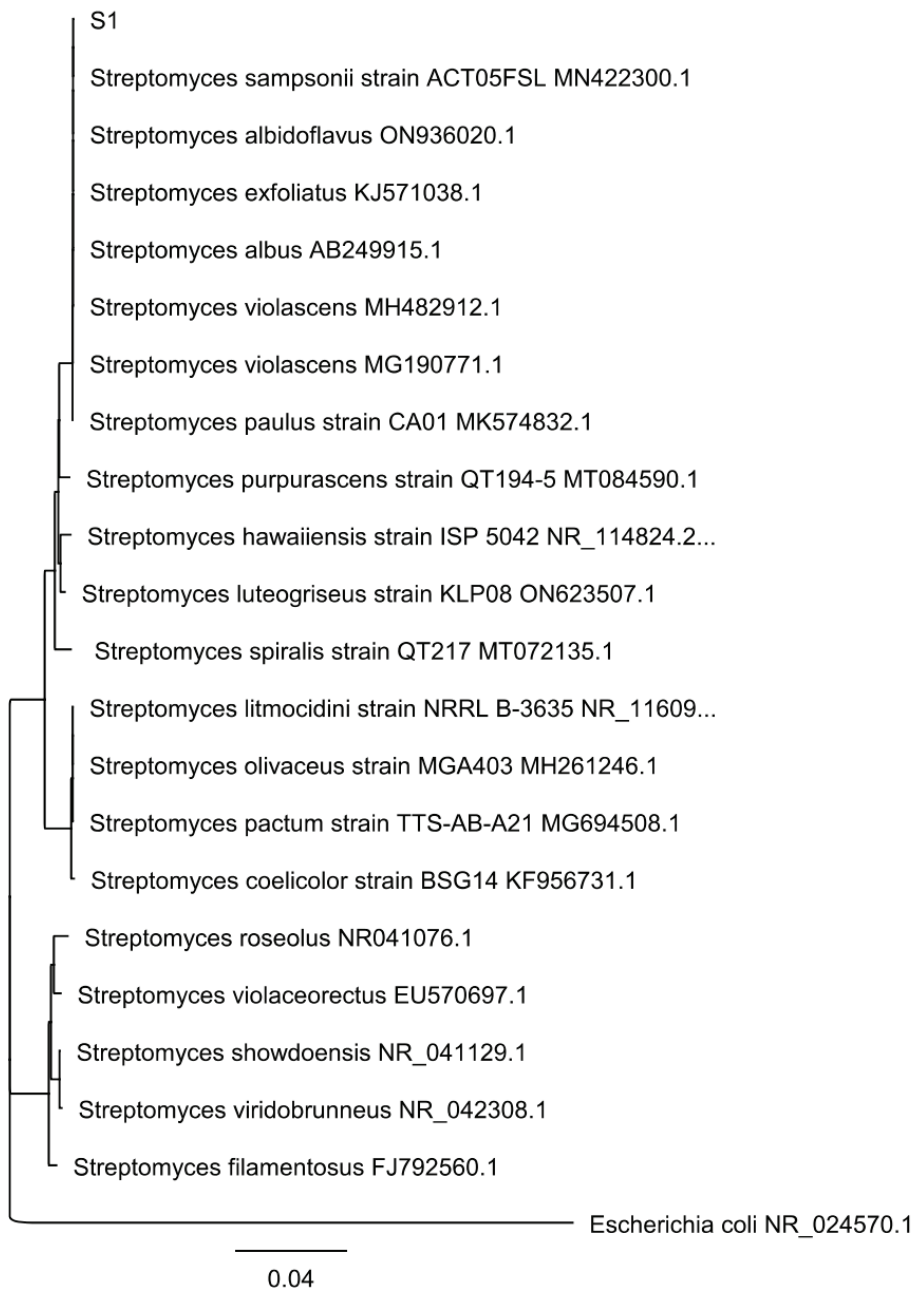 S1
Streptomyces sampsonii strain ACT05FSL MN422300.1
Streptomyces albidoflavus ON936020.1
Streptomyces exfoliatus KJ571038.1
Streptomyces albus AB249915.1
Streptomyces violascens MH482912.1
Streptomyces violascens MG190771.1
Streptomyces paulus strain CA01 MK574832.1
Streptomyces purpurascens strain QT194-5 MT084590.1
Streptomyces hawaiiensis strain ISP 5042 NR_114824.2...
Streptomyces luteogriseus strain KLP08 ON623507.1
Streptomyces spiralis strain QT217 MT072135.1
Streptomyces litmocidini strain NRRL B-3635 NR_11609...
Streptomyces olivaceus strain MGA403 MH261246.1
Streptomyces pactum strain TTS-AB-A21 MG694508.1
Streptomyces coelicolor strain BSG14 KF956731.1
Streptomyces roseolus NR041076.1
Streptomyces violaceorectus EU570697.1
Streptomyces showdoensis NR_041129.1
Streptomyces viridobrunneus NR_042308.1
Streptomyces filamentosus FJ792560.1
Escherichia coli NR_024570.1
0.04